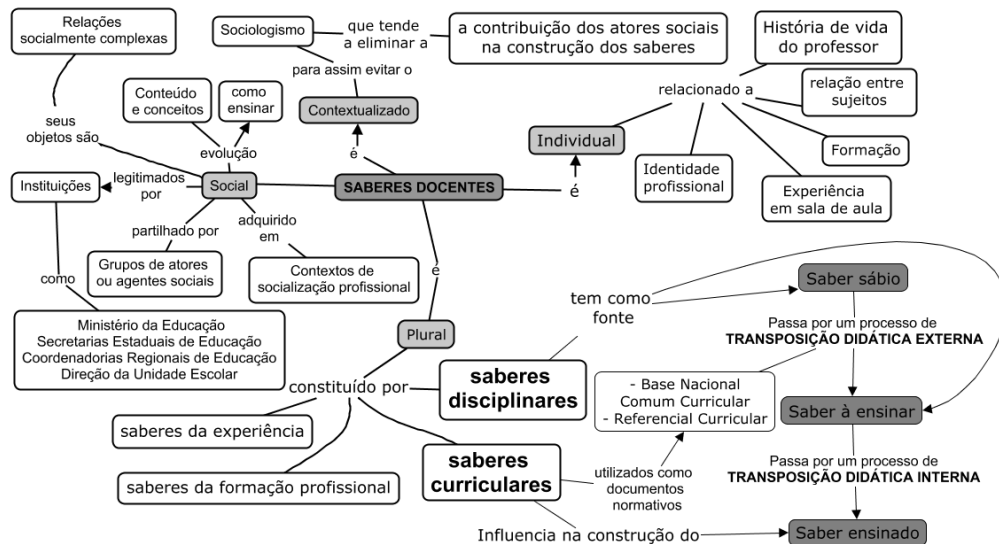 Relações
socialmente complexas
Sociologismo
que tende
a eliminar a
a contribuição dos atores sociais
na construção dos saberes
História de vida
do professor
para assim evitar o
Conteúdo
e conceitos
como
ensinar
Contextualizado
relacionado a
relação entre
sujeitos
seus
objetos são
evolução
é
Individual
Identidade
profissional
Formação
Experiência
em sala de aula
Instituições
legitimados
por
Social
SABERES DOCENTES
é
partilhado por
adquirido
em
Grupos de atores
ou agentes sociais
Contextos de
socialização profissional
é
como
Ministério da Educação
Secretarias Estaduais de Educação
Coordenadorias Regionais de Educação
Direção da Unidade Escolar
Plural
tem como
fonte
Saber sábio
Passa por um processo de
TRANSPOSIÇÃO DIDÁTICA EXTERNA
constituído por
saberes
disciplinares
- Base Nacional
Comum Curricular
- Referencial Curricular
Saber à ensinar
saberes da experiência
saberes da formação profissional
saberes
curriculares
utilizados como
documentos
normativos
Passa por um processo de
TRANSPOSIÇÃO DIDÁTICA INTERNA
Influencia na construção do
Saber ensinado